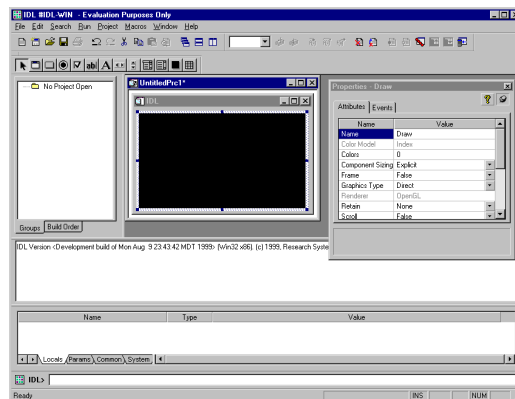 IDL #IDL-WIN - Evaluation Purposes Only
File Edit Search Run Project Macros Window Help
abl A
No Project Open
Groups Build Order
UntitledPrc1*
IDL
Properties - Draw
Attributes Events
Name Value
Name Draw
Color Model Index
Colors 0
Component Sizing Explicit
Frame False
Graphics Type Direct
Renderer OpenGL
Retain None
Scroll False
IDL Version <Development build of Mon Aug 9 23:43:42 MDT 1999> (Win32 x86). (c) 1999, Research Syste
Name Type Value
Locals Params Common System
IDL>
Ready INS NUM